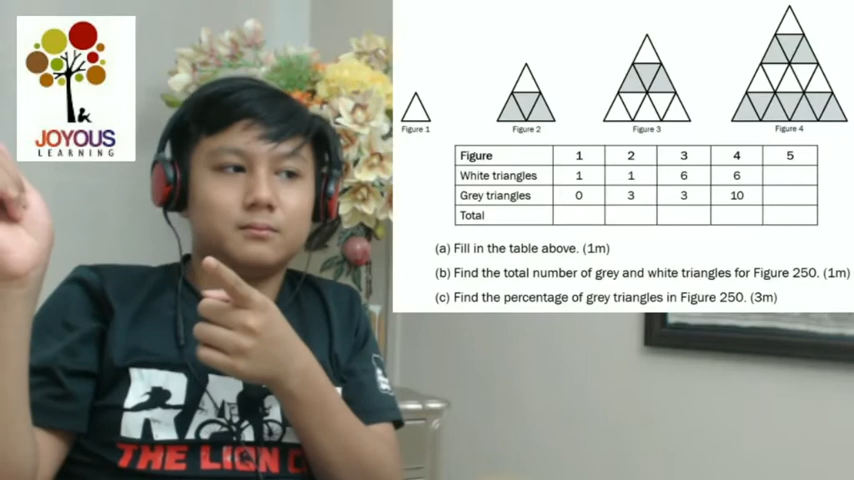 JOYOUS
LEARNING
Figure 1
Figure 2
Figure 3
Figure 4
Figure 1 2 3 4 5
White triangles 1 1 6 6
Grey triangles 0 3 3 10
Total
(a) Fill in the table above. (1m)
(b) Find the total number of grey and white triangles for Figure 250. (1m)
(c) Find the percentage of grey triangles in Figure 250. (3m)
THE LION C